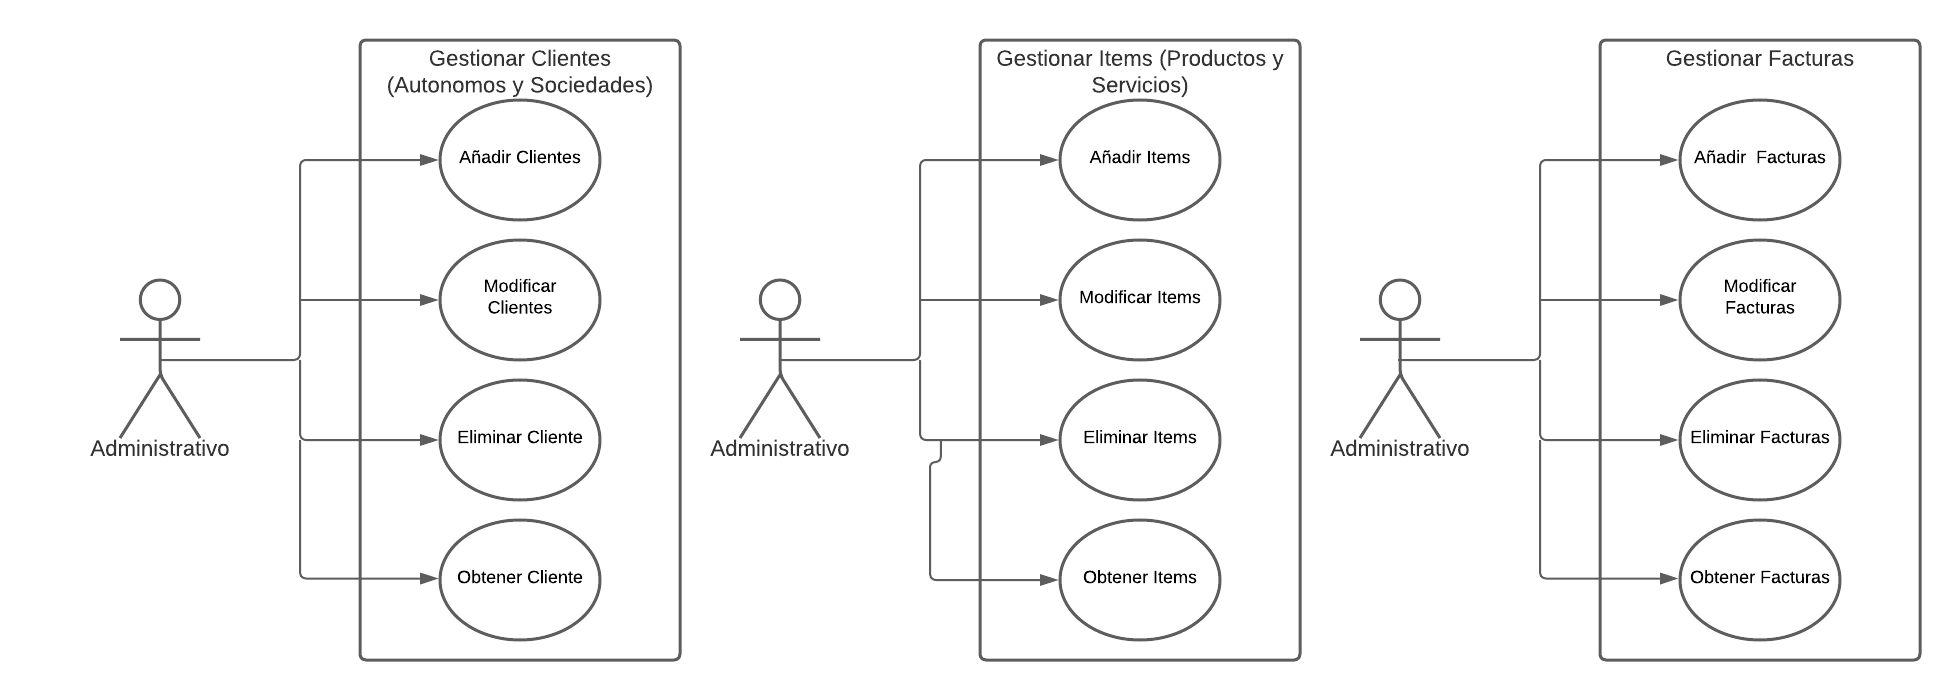 Gestionar Clientes
(Autonomos y Sociedades)
Añadir Clientes
Modificar
Clientes
Eliminar Cliente
Obtener Cliente
Administrativo
Gestionar Items (Productos y
Servicios)
Añadir Items
Modificar Items
Eliminar Items
Obtener Items
Administrativo
Gestionar Facturas
Añadir  Facturas
Modificar
Facturas
Eliminar Facturas
Obtener Facturas
Administrativo